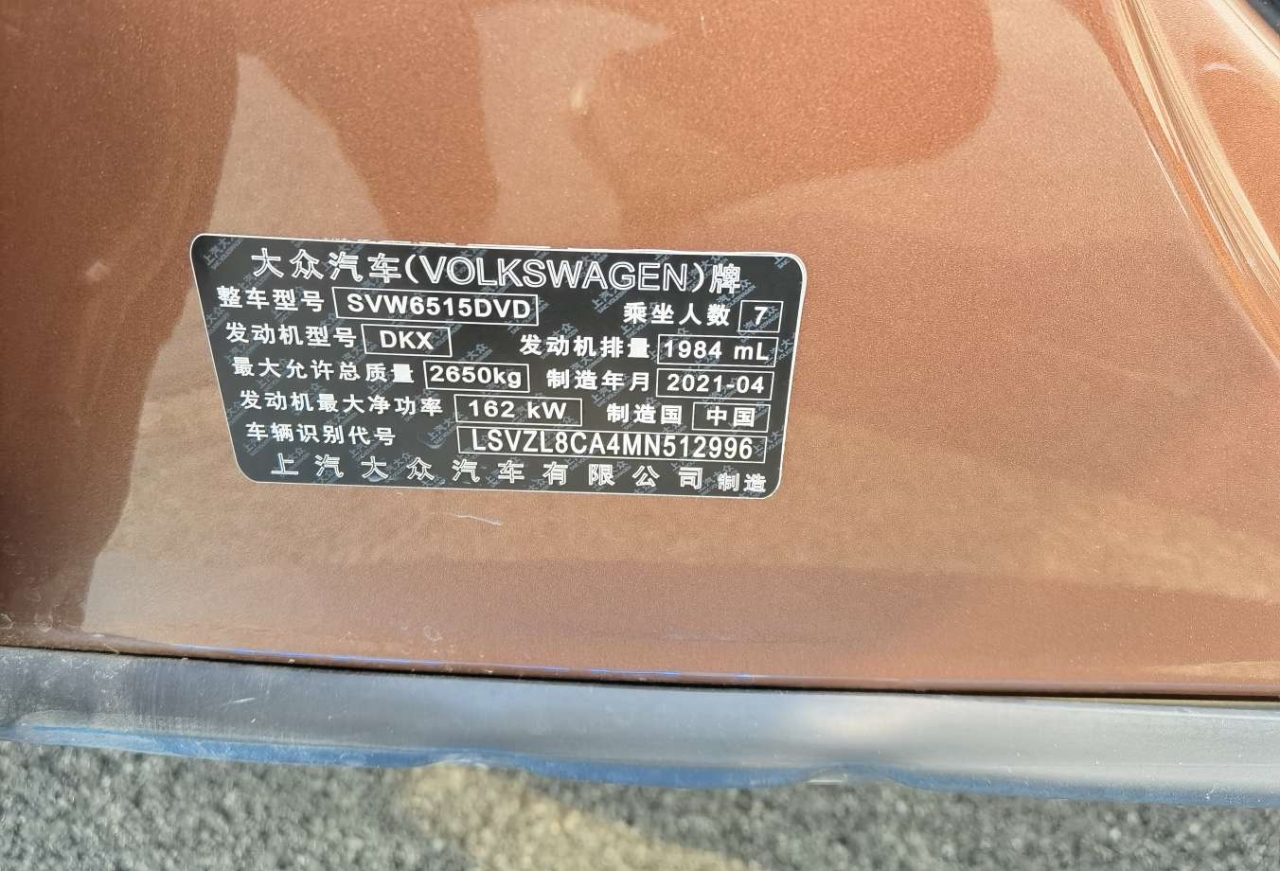 大众汽车(VOLKSWAGEN)牌
整车型号 SVW6515DVD 乘坐人数 7
发动机型号 DKX 发动机排量 1984 mL
最大允许总质量 2650kg 制造年月 2021-04
发动机最大净功率 162 kW 制造国 中国
车辆识别代号 LSVZL8CA4MN512996
上汽大众汽车有限公司 制造